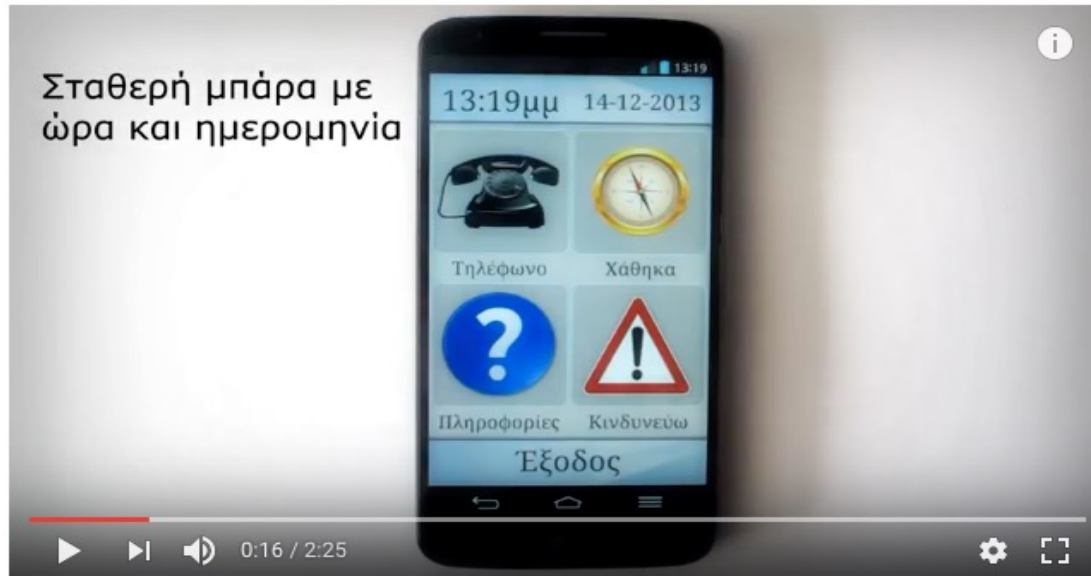 Σταθερή μπάρα με
ώρα και ημερομηνία
13:19
13:19μμ 14-12-2013
Τηλέφωνο Χάθηκα
Πληροφορίες Κινδυνεύω
Έξοδος
0:16 / 2:25